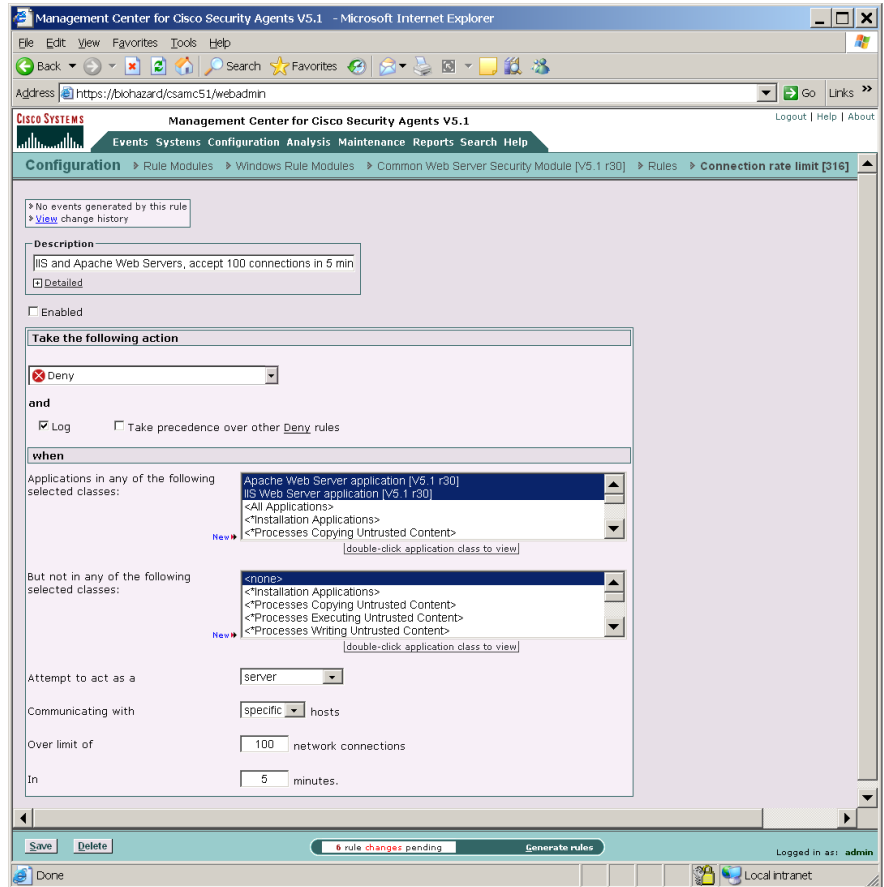 Management Center for Cisco Security Agents V5.1 - Microsoft Internet Explorer
File Edit View Favorites Tools Help
Back Search Favorites
Address https://biohazard/csamc51/webadmin Go Links »
CISCO SYSTEMS Management Center for Cisco Security Agents V5.1 Logout | Help | About
Events Systems Configuration Analysis Maintenance Reports Search Help
Configuration Rule Modules Windows Rule Modules Common Web Server Security Module [V5.1 r30] Rules Connection rate limit [316]
No events generated by this rule
View change history
Description
IIS and Apache Web Servers, accept 100 connections in 5 min
Detailed
Enabled
Take the following action
Deny
and
Log Take precedence over other Deny rules
when
Applications in any of the following selected classes:
Apache Web Server application [V5.1 r30]
IIS Web Server application [V5.1 r30]
<All Applications>
<*Installation Applications>
<*Processes Copying Untrusted Content>
New
double-click application class to view
But not in any of the following selected classes:
<none>
<*Installation Applications>
<*Processes Copying Untrusted Content>
<*Processes Executing Untrusted Content>
<*Processes Writing Untrusted Content>
New
double-click application class to view
Attempt to act as a server
Communicating with specific hosts
Over limit of 100 network connections
In 5 minutes.
Save Delete 6 rule changes pending Generate rules Logged in as: admin
Done Local intranet